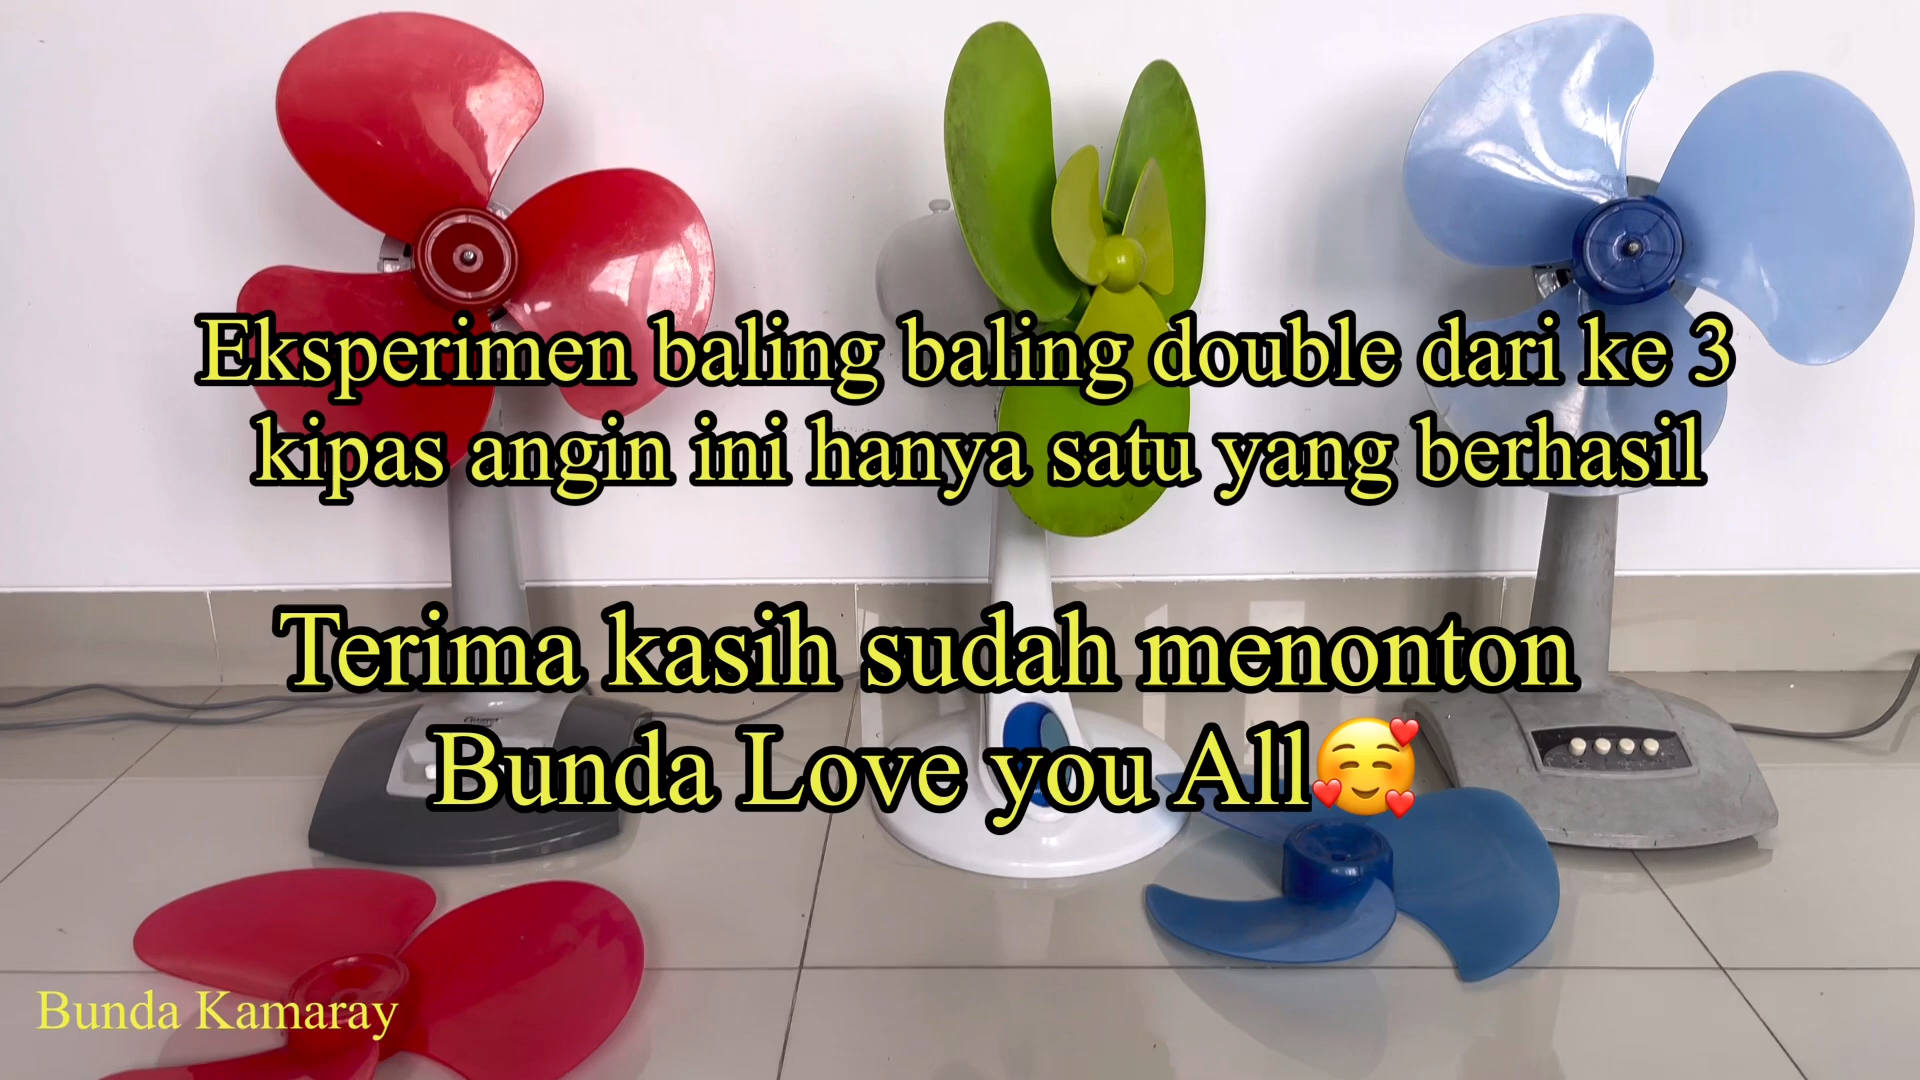 Eksperimen baling baling double dari ke 3
kipas angin ini hanya satu yang berhasil
Terima kasih sudah menonton
Bunda Love you All🥰
Bunda Kamaray